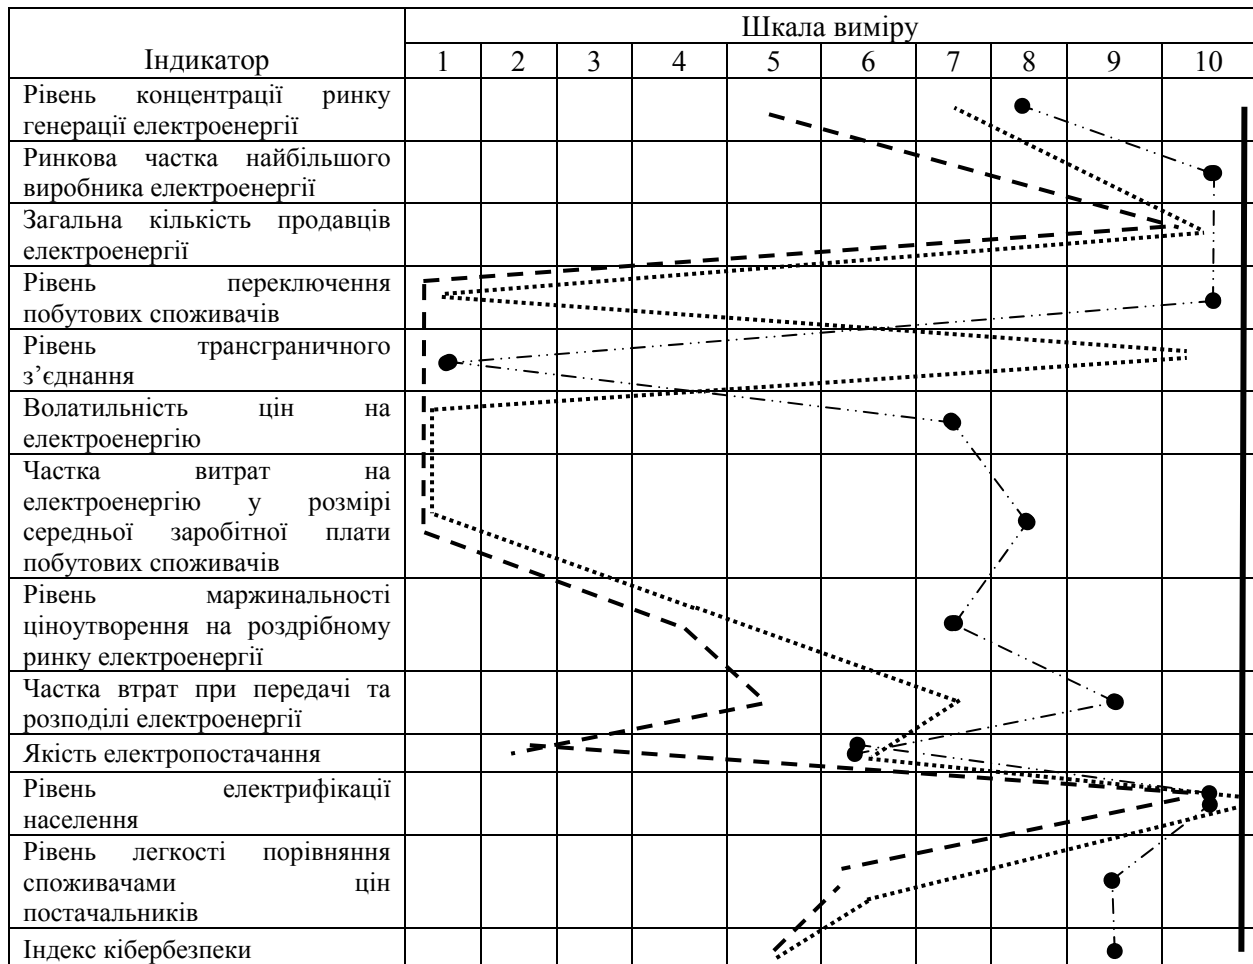 Шкала виміру
Індикатор
1 2 3 4 5 6 7 8 9 10
Рівень концентрації ринку
генерації електроенергії
Ринкова частка найбільшого
виробника електроенергії
Загальна кількість продавців
електроенергії
Рівень переключення
побутових споживачів
Рівень трансграничного
з’єднання
Волатильність цін на
електроенергію
Частка витрат на
електроенергію у розмірі
середньої заробітної плати
побутових споживачів
Рівень маржинальності
ціноутворення на роздрібному
ринку електроенергії
Частка втрат при передачі та
розподілі електроенергії
Якість електропостачання
Рівень електрифікації
населення
Рівень легкості порівняння
споживачами цін
постачальників
Індекс кібербезпеки